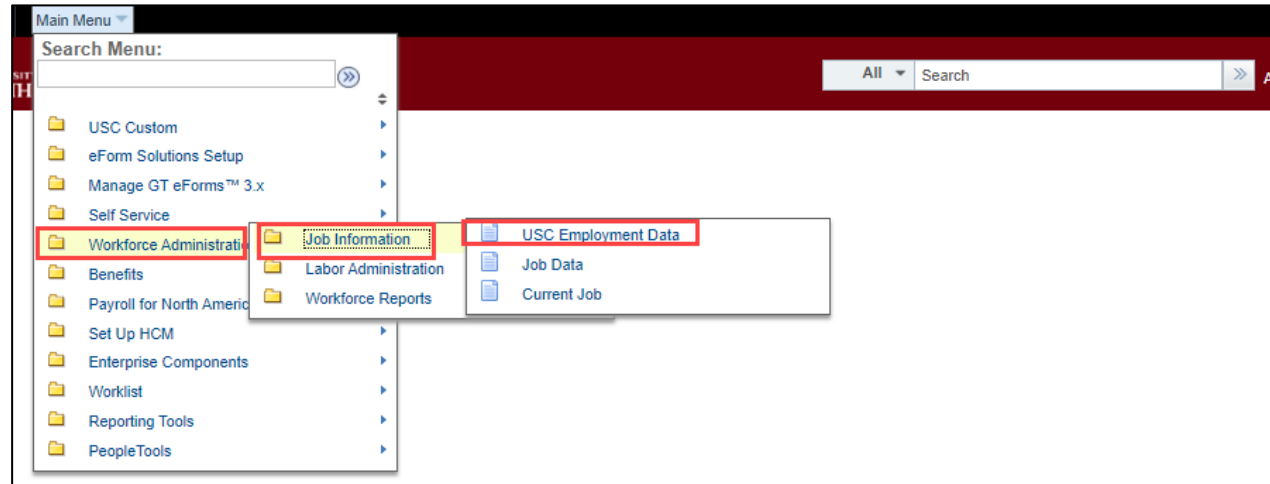 Main Menu
Search Menu:
All
Search
USC Custom
eForm Solutions Setup
Manage GT eForms™ 3.x
Self Service
Workforce Administratio
Benefits
Payroll for North Americ
Set Up HCM
Enterprise Components
Worklist
Reporting Tools
PeopleTools
Job Information
Labor Administration
Workforce Reports
USC Employment Data
Job Data
Current Job